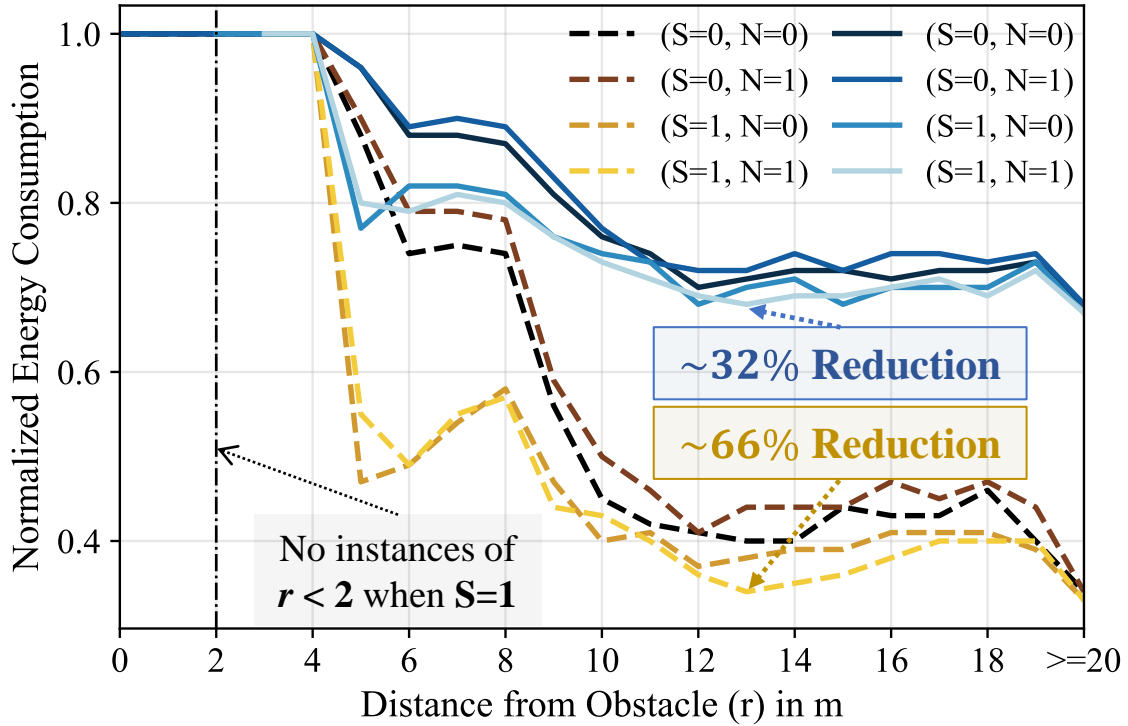 Normalized Energy Consumption
1.0
0.8
0.6
0.4
(S=0, N=0)
(S=0, N=1)
(S=1, N=0)
(S=1, N=1)
(S=0, N=0)
(S=0, N=1)
(S=1, N=0)
(S=1, N=1)
~32% Reduction
~66% Reduction
No instances of
r < 2 when S=1
0 2 4 6 8 10 12 14 16 18 >=20
Distance from Obstacle (r) in m